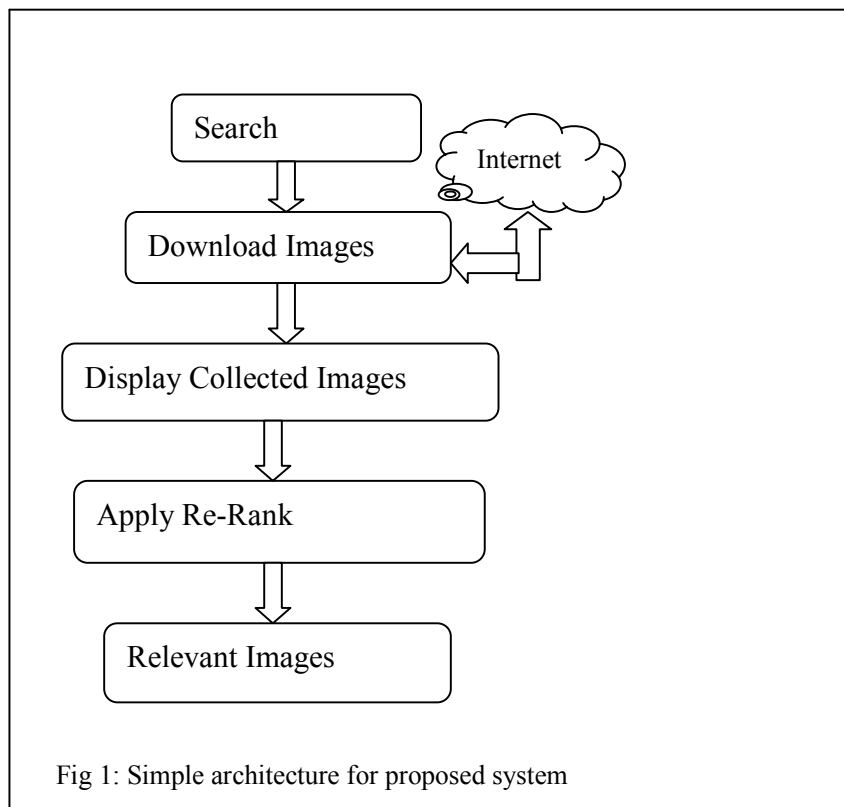 Search
Internet
Download Images
Display Collected Images
Apply Re-Rank
Relevant Images
Fig 1: Simple architecture for proposed system